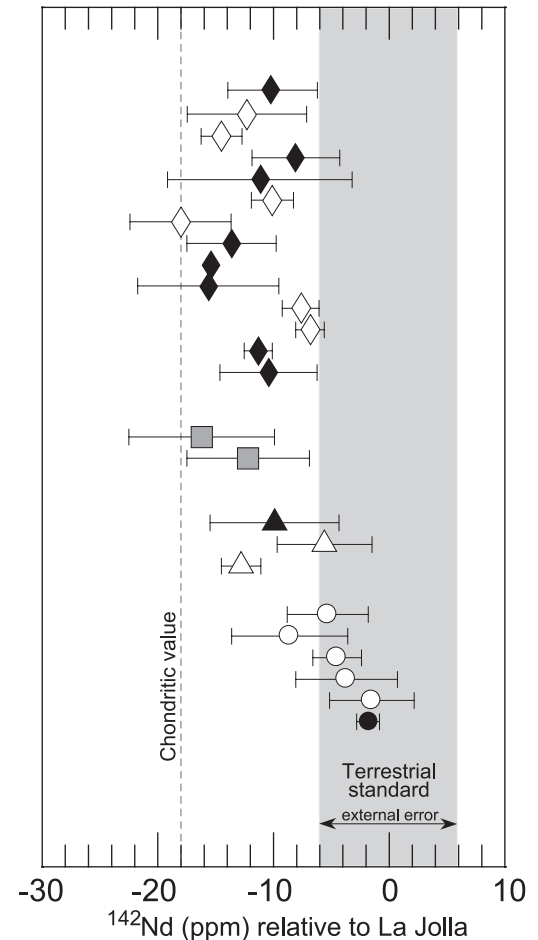 Chondritic value
Terrestrial
standard
external error
-30 -20 -10 0 10
¹⁴²Nd (ppm) relative to La Jolla